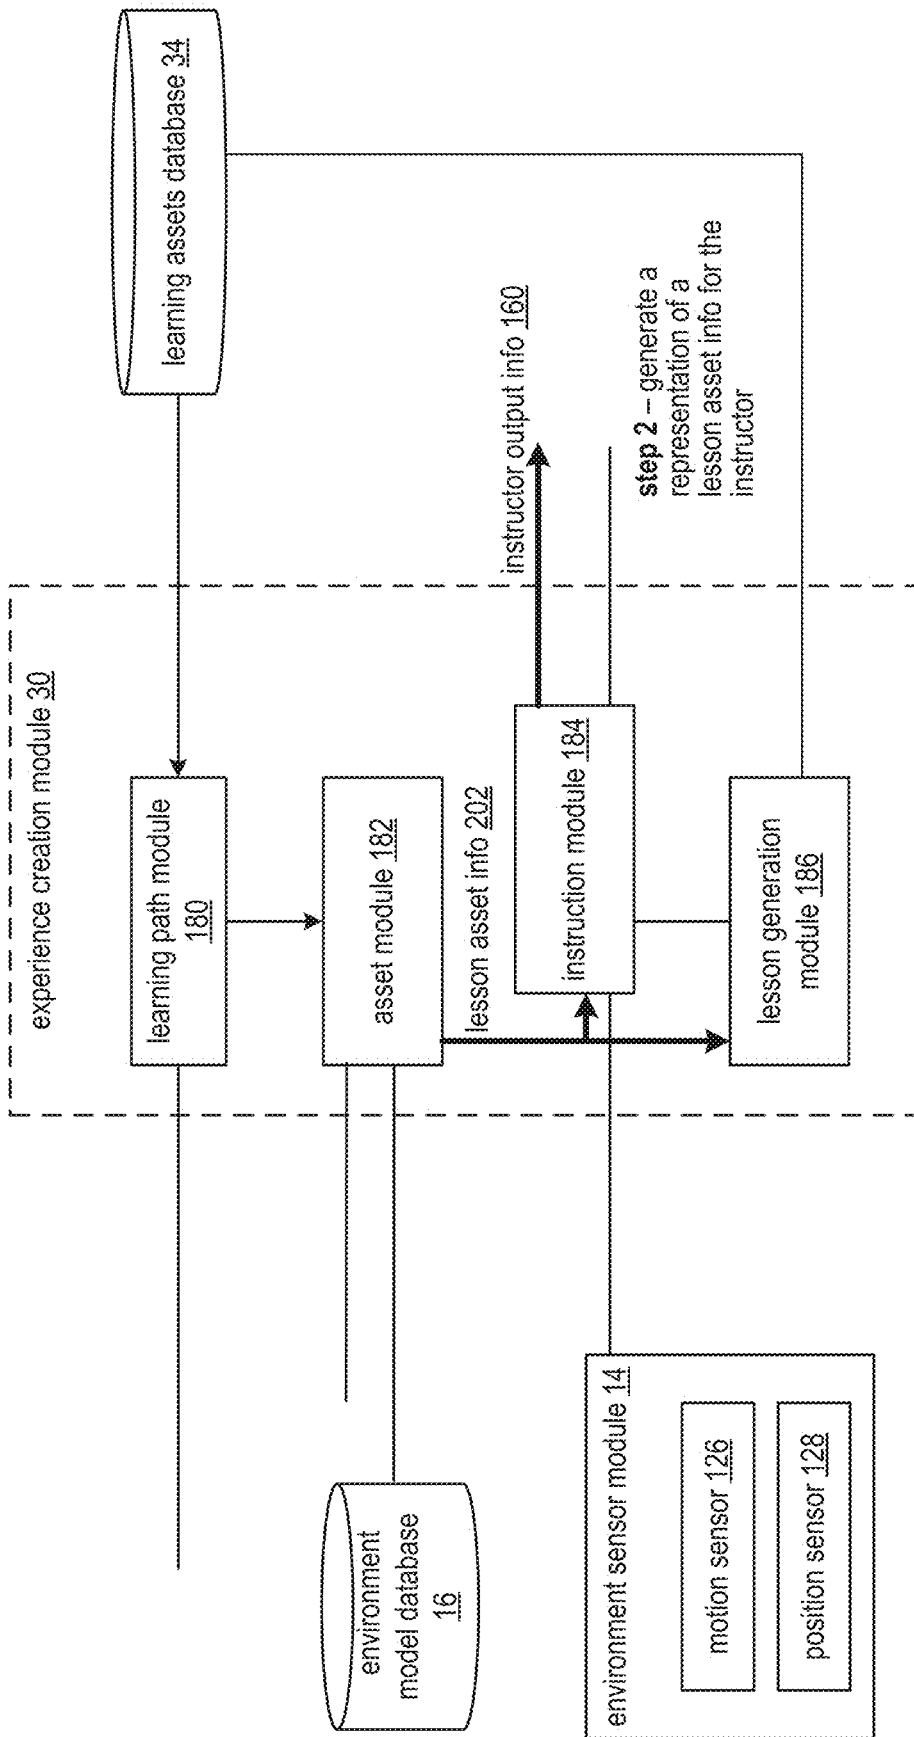 experience creation module 30
learning path module
180
learning assets database 34
environment
model database
16
asset module 182
lesson asset info 202
instructor output info 160
instruction module 184
step 2 – generate a
representation of a
lesson asset info for the
instructor
environment sensor module 14
motion sensor 126
position sensor 128
lesson generation
module 186